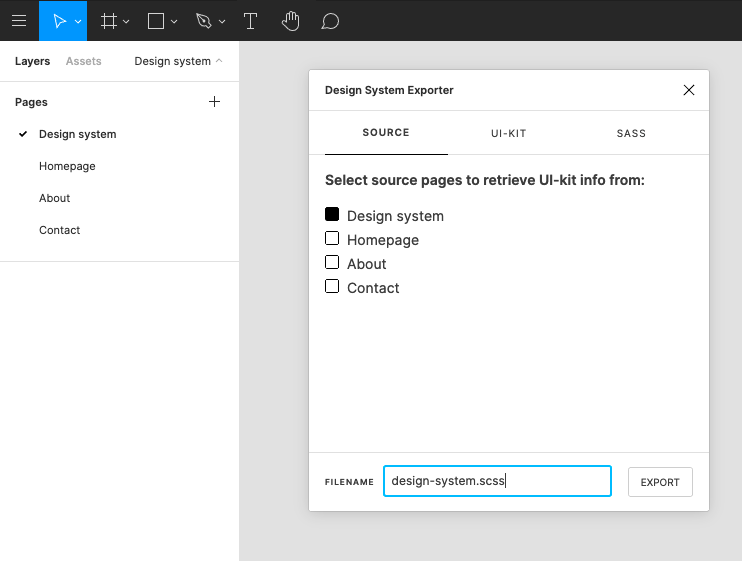 Layers Assets Design system
Pages
Design system
Homepage
About
Contact
Design System Exporter
SOURCE UI-KIT SASS
Select source pages to retrieve UI-kit info from:
Design system
Homepage
About
Contact
FILENAME design-system.scss EXPORT